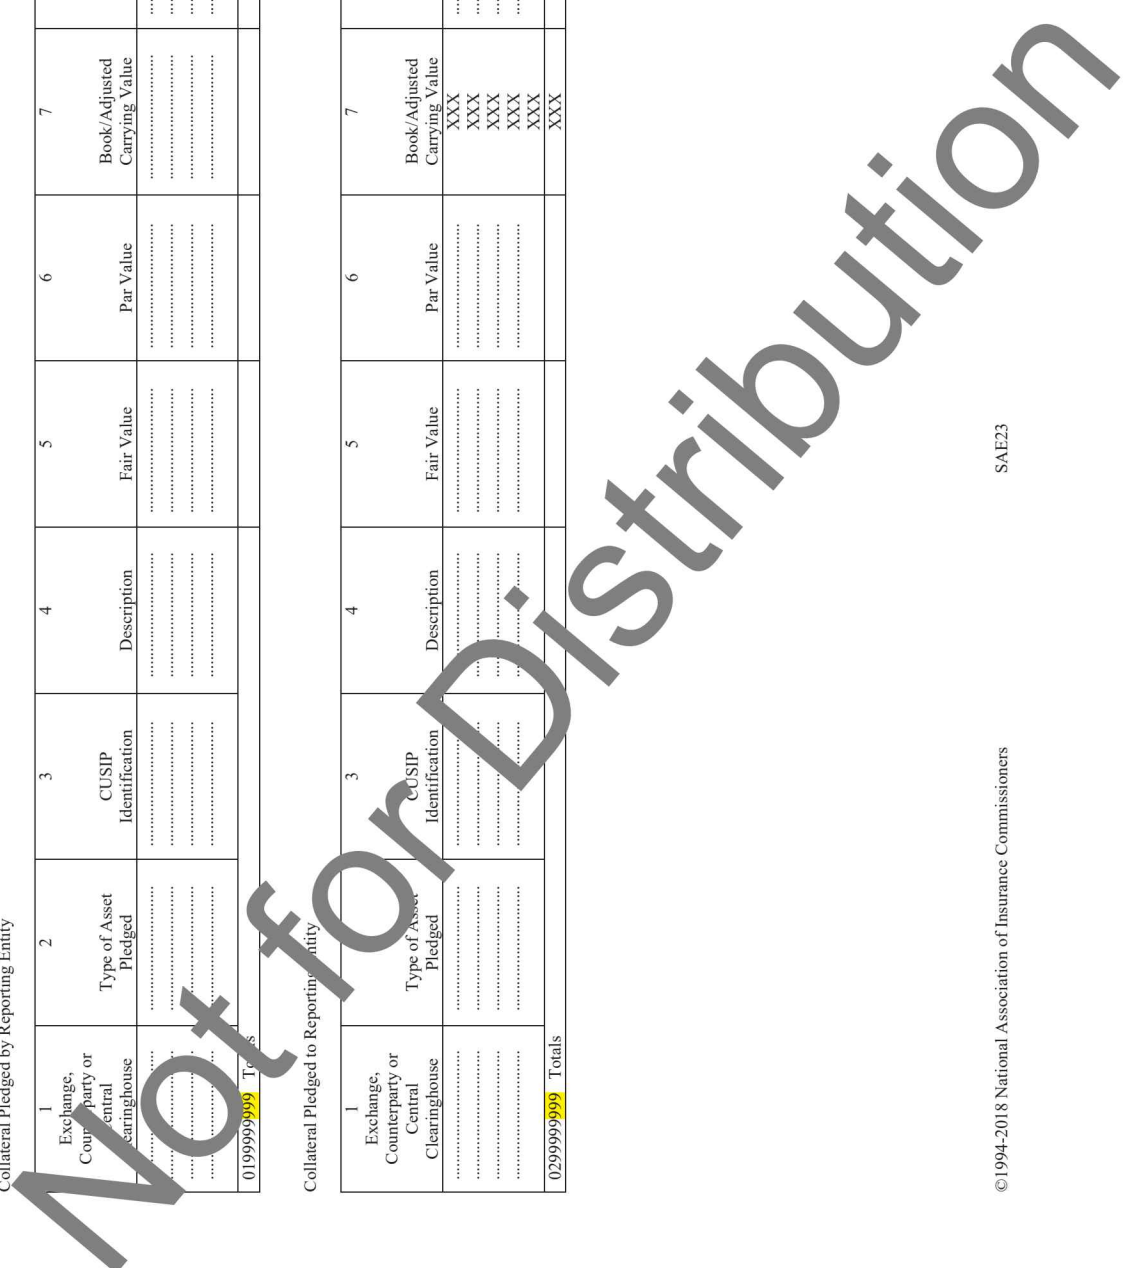 Collateral Pledged by Reporting Entity
1 2 3 4 5 6 7
Exchange,
Counterparty or
Central
Clearinghouse
Type of Asset
Pledged
CUSIP
Identification
Description
Fair Value
Par Value
Book/Adjusted
Carrying Value
0199999999 Totals
Collateral Pledged to Reporting Entity
1 3 4 5 6 7
Exchange,
Counterparty or
Central
Clearinghouse
Type of Asset
Pledged
CUSIP
Identification
Description
Fair Value
Par Value
Book/Adjusted
Carrying Value
XXX
XXX
XXX
XXX
XXX
0299999999 Totals XXX
©1994-2018 National Association of Insurance Commissioners SAE23
Not for Distribution